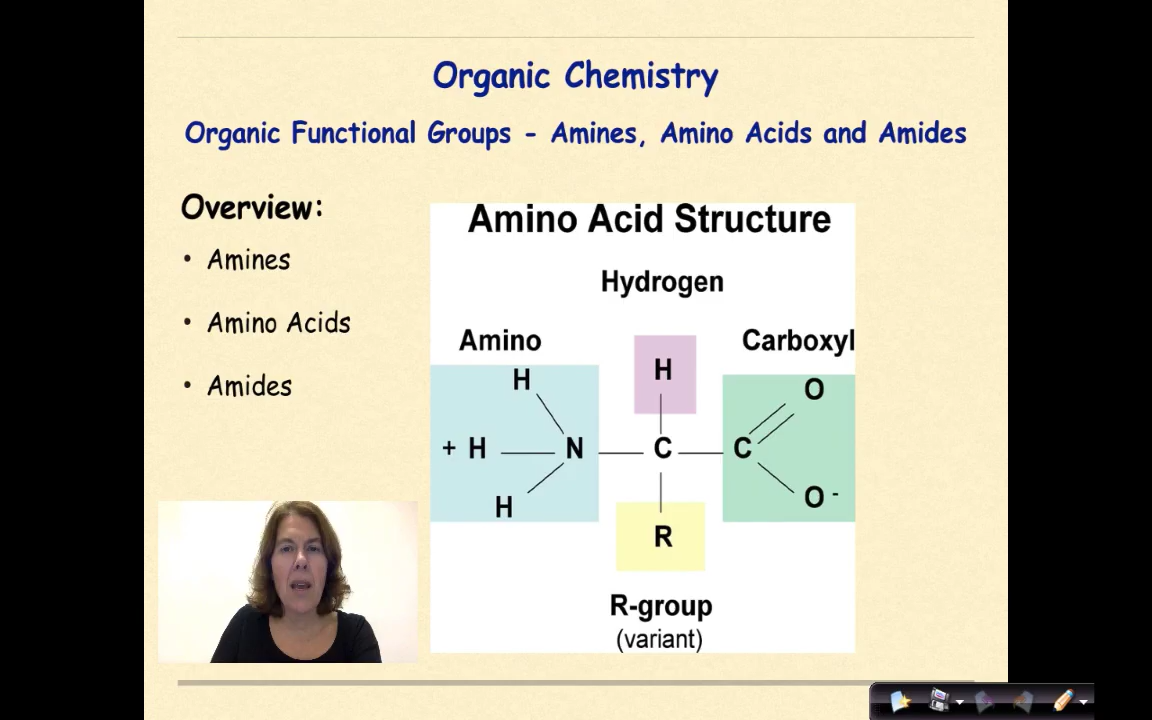 Organic Chemistry
Organic Functional Groups - Amines, Amino Acids and Amides
Overview:
• Amines
• Amino Acids
• Amides
Amino Acid Structure
Hydrogen
Amino
Carboxyl
H
H
O
+ H
N
C
C
H
O -
R
R-group
(variant)